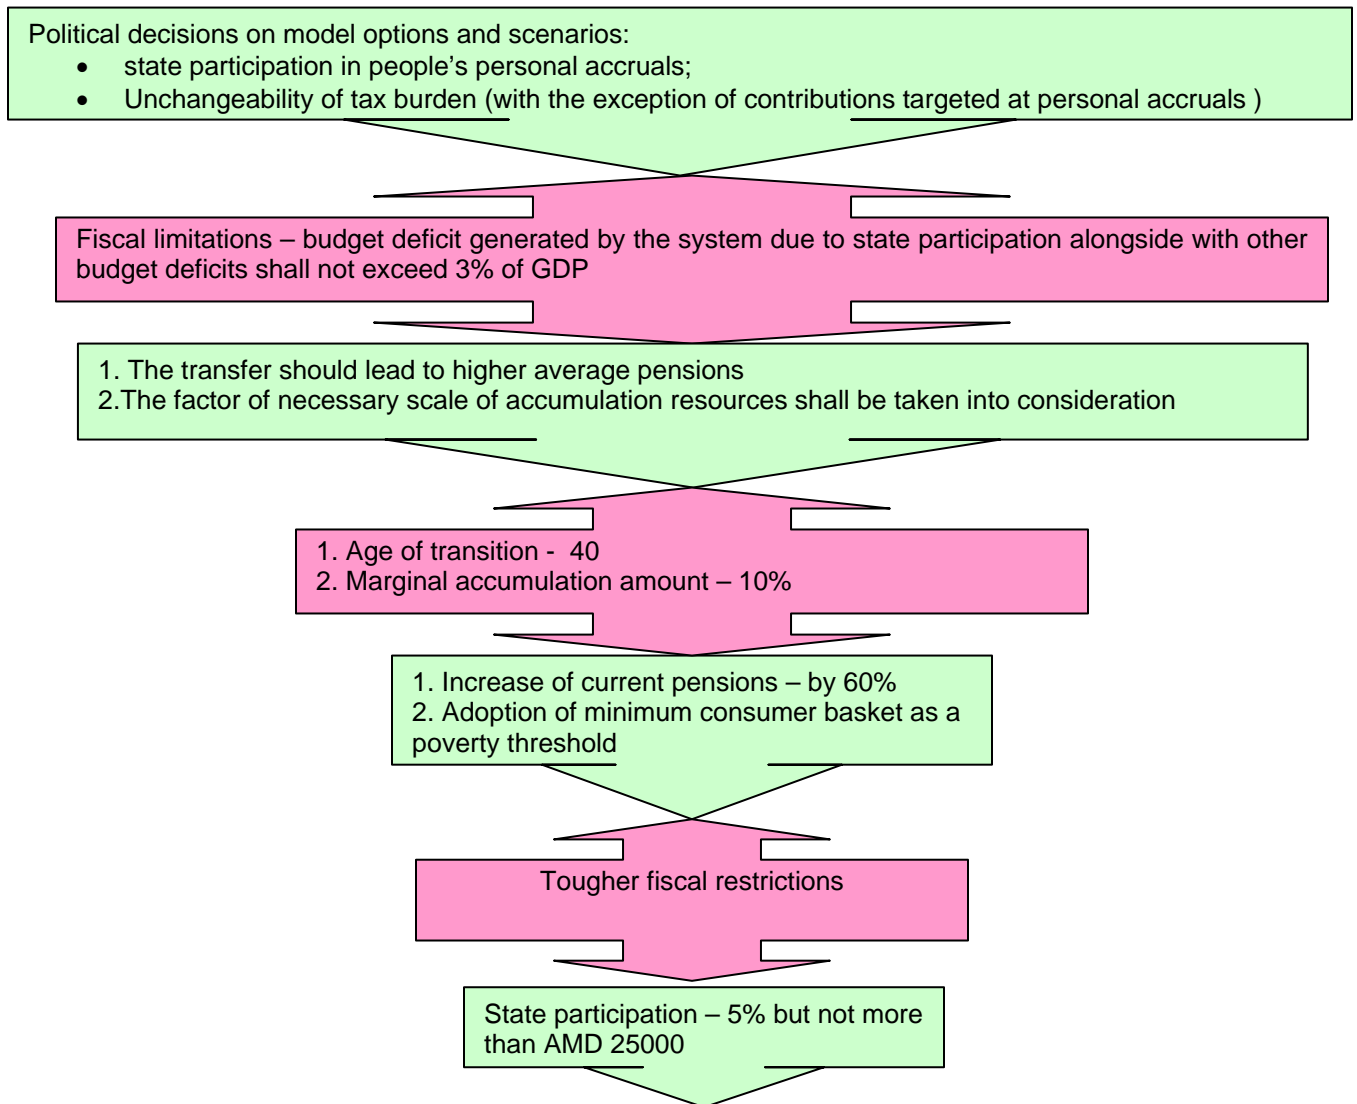 Political decisions on model options and scenarios:
• state participation in people’s personal accruals;
• Unchangeability of tax burden (with the exception of contributions targeted at personal accruals )
Fiscal limitations – budget deficit generated by the system due to state participation alongside with other
budget deficits shall not exceed 3% of GDP
1. The transfer should lead to higher average pensions
2.The factor of necessary scale of accumulation resources shall be taken into consideration
1. Age of transition - 40
2. Marginal accumulation amount – 10%
1. Increase of current pensions – by 60%
2. Adoption of minimum consumer basket as a
poverty threshold
Tougher fiscal restrictions
State participation – 5% but not more
than AMD 25000